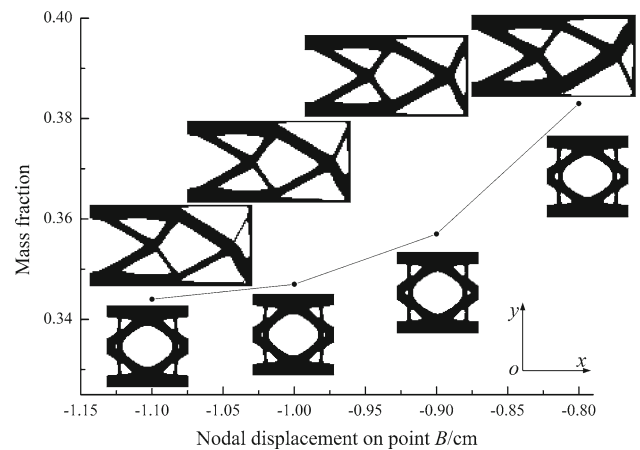 0.40
0.38
0.36
0.34
Mass fraction
-1.15 -1.10 -1.05 -1.00 -0.95 -0.90 -0.85 -0.80
Nodal displacement on point B/cm
y
o x